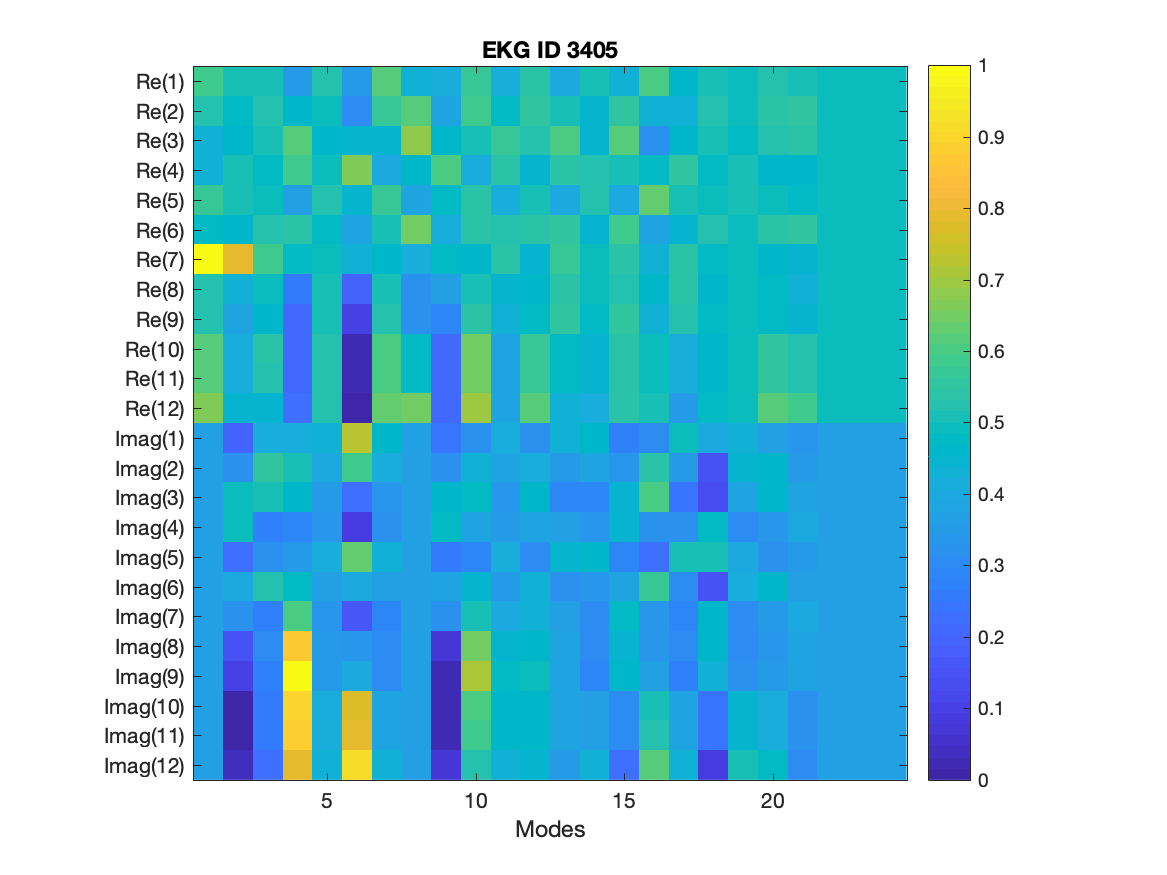 EKG ID 3405
Re(1)
Re(2)
Re(3)
Re(4)
Re(5)
Re(6)
Re(7)
Re(8)
Re(9)
Re(10)
Re(11)
Re(12)
Imag(1)
Imag(2)
Imag(3)
Imag(4)
Imag(5)
Imag(6)
Imag(7)
Imag(8)
Imag(9)
Imag(10)
Imag(11)
Imag(12)
5 10 15 20
Modes
1
0.9
0.8
0.7
0.6
0.5
0.4
0.3
0.2
0.1
0